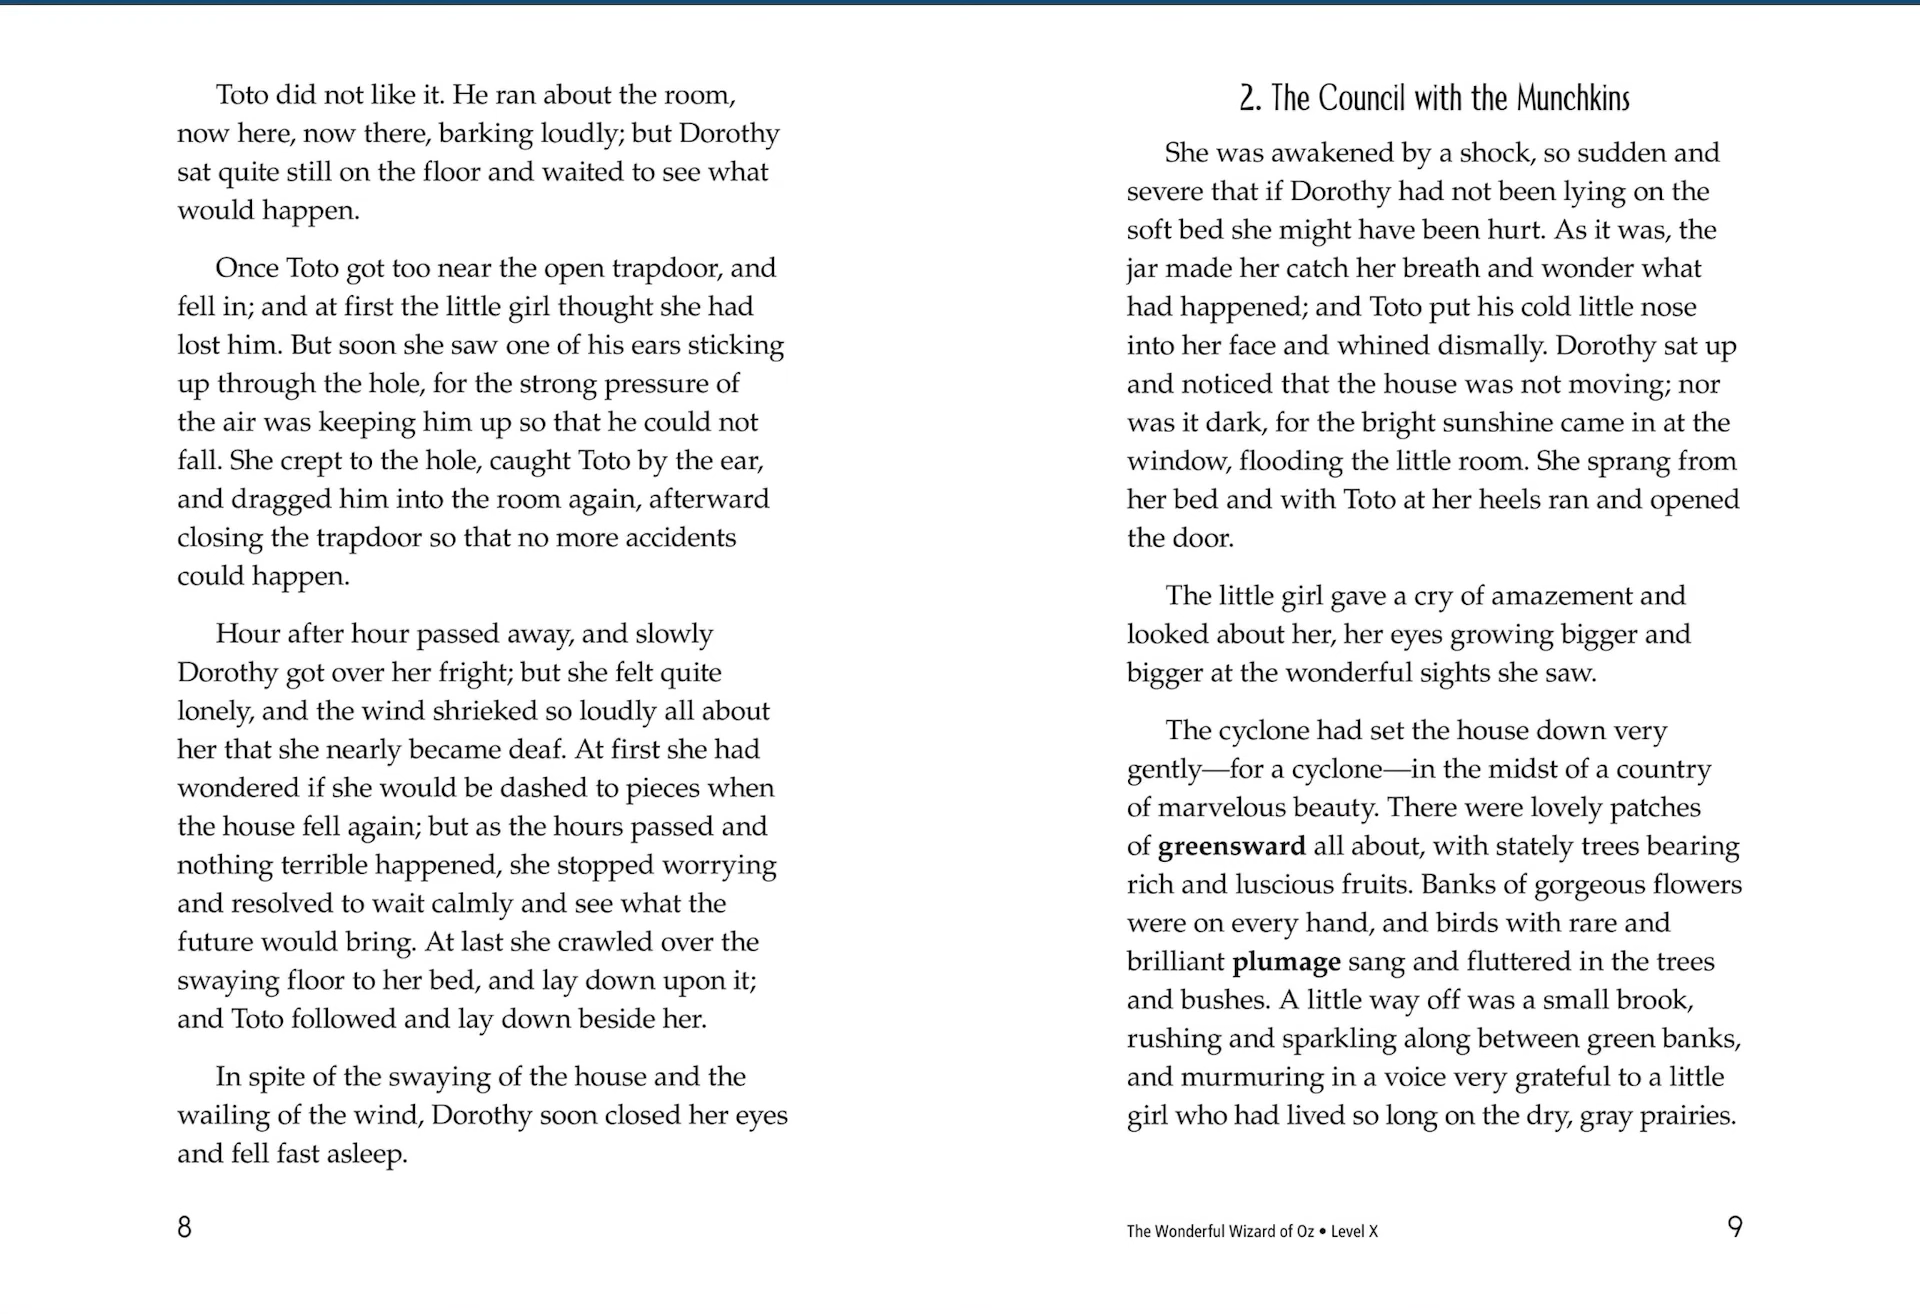 Toto did not like it. He ran about the room,
now here, now there, barking loudly; but Dorothy
sat quite still on the floor and waited to see what
would happen.
Once Toto got too near the open trapdoor, and
fell in; and at first the little girl thought she had
lost him. But soon she saw one of his ears sticking
up through the hole, for the strong pressure of
the air was keeping him up so that he could not
fall. She crept to the hole, caught Toto by the ear,
and dragged him into the room again, afterward
closing the trapdoor so that no more accidents
could happen.
Hour after hour passed away, and slowly
Dorothy got over her fright; but she felt quite
lonely, and the wind shrieked so loudly all about
her that she nearly became deaf. At first she had
wondered if she would be dashed to pieces when
the house fell again; but as the hours passed and
nothing terrible happened, she stopped worrying
and resolved to wait calmly and see what the
future would bring. At last she crawled over the
swaying floor to her bed, and lay down upon it;
and Toto followed and lay down beside her.
In spite of the swaying of the house and the
wailing of the wind, Dorothy soon closed her eyes
and fell fast asleep.
8
2. The Council with the Munchkins
She was awakened by a shock, so sudden and
severe that if Dorothy had not been lying on the
soft bed she might have been hurt. As it was, the
jar made her catch her breath and wonder what
had happened; and Toto put his cold little nose
into her face and whined dismally. Dorothy sat up
and noticed that the house was not moving; nor
was it dark, for the bright sunshine came in at the
window, flooding the little room. She sprang from
her bed and with Toto at her heels ran and opened
the door.
The little girl gave a cry of amazement and
looked about her, her eyes growing bigger and
bigger at the wonderful sights she saw.
The cyclone had set the house down very
gently—for a cyclone—in the midst of a country
of marvelous beauty. There were lovely patches
of greensward all about, with stately trees bearing
rich and luscious fruits. Banks of gorgeous flowers
were on every hand, and birds with rare and
brilliant plumage sang and fluttered in the trees
and bushes. A little way off was a small brook,
rushing and sparkling along between green banks,
and murmuring in a voice very grateful to a little
girl who had lived so long on the dry, gray prairies.
The Wonderful Wizard of Oz • Level X
9